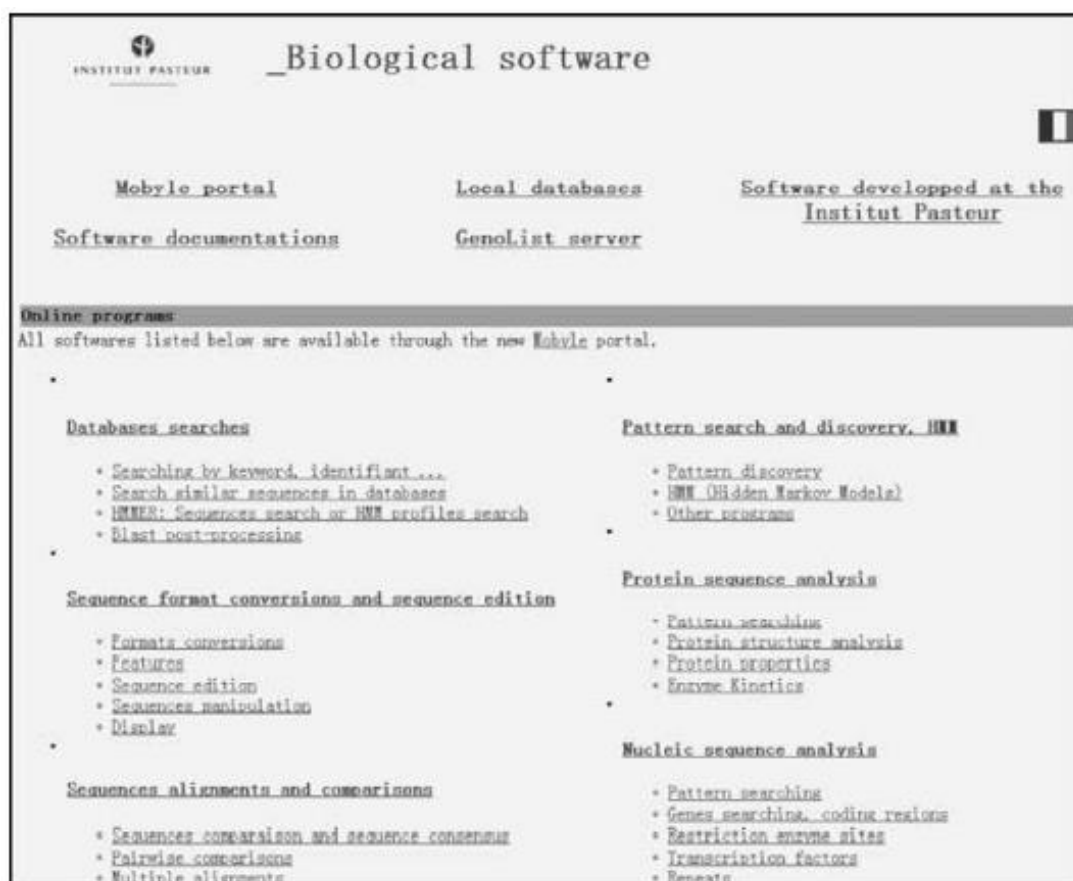 INSTITUT PASTEUR
_Biological software
Mobyle portal
Local databases
Software developped at the
Institut Pasteur
Software documentations
GenoList server
Online programs
All softwares listed below are available through the new Mobyle portal.
Databases searches
Searching by keyword, identifiant ...
Search similar sequences in databases
HMMER: Sequences search or HMM profiles search
Blast post-processing
Sequence format conversions and sequence edition
Formats conversions
Features
Sequence edition
Sequences manipulation
Display
Sequences alignments and comparisons
Sequences comparaison and sequence consensus
Pairwise comparisons
Multiple alignments
Pattern search and discovery, HMM
Pattern discovery
HMM (Hidden Markov Models)
Other programs
Protein sequence analysis
Pattern searching
Protein structure analysis
Protein properties
Enzyme Kinetics
Nucleic sequence analysis
Pattern searching
Genes searching, coding regions
Restriction enzyme sites
Transcription factors
Repeats